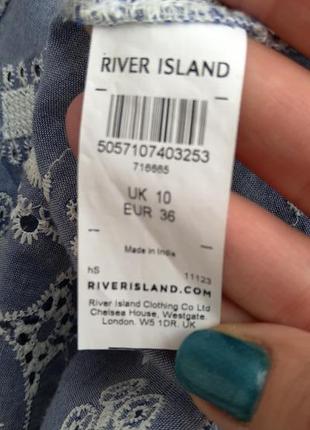 RIVER ISLAND
5057107403253
716665
UK 10
EUR 36
Made in India
hS 11123
RIVERISLAND.COM
River Island Clothing Co Ltd
Chelsea House, Westgate.
London. W5 1DR. UK